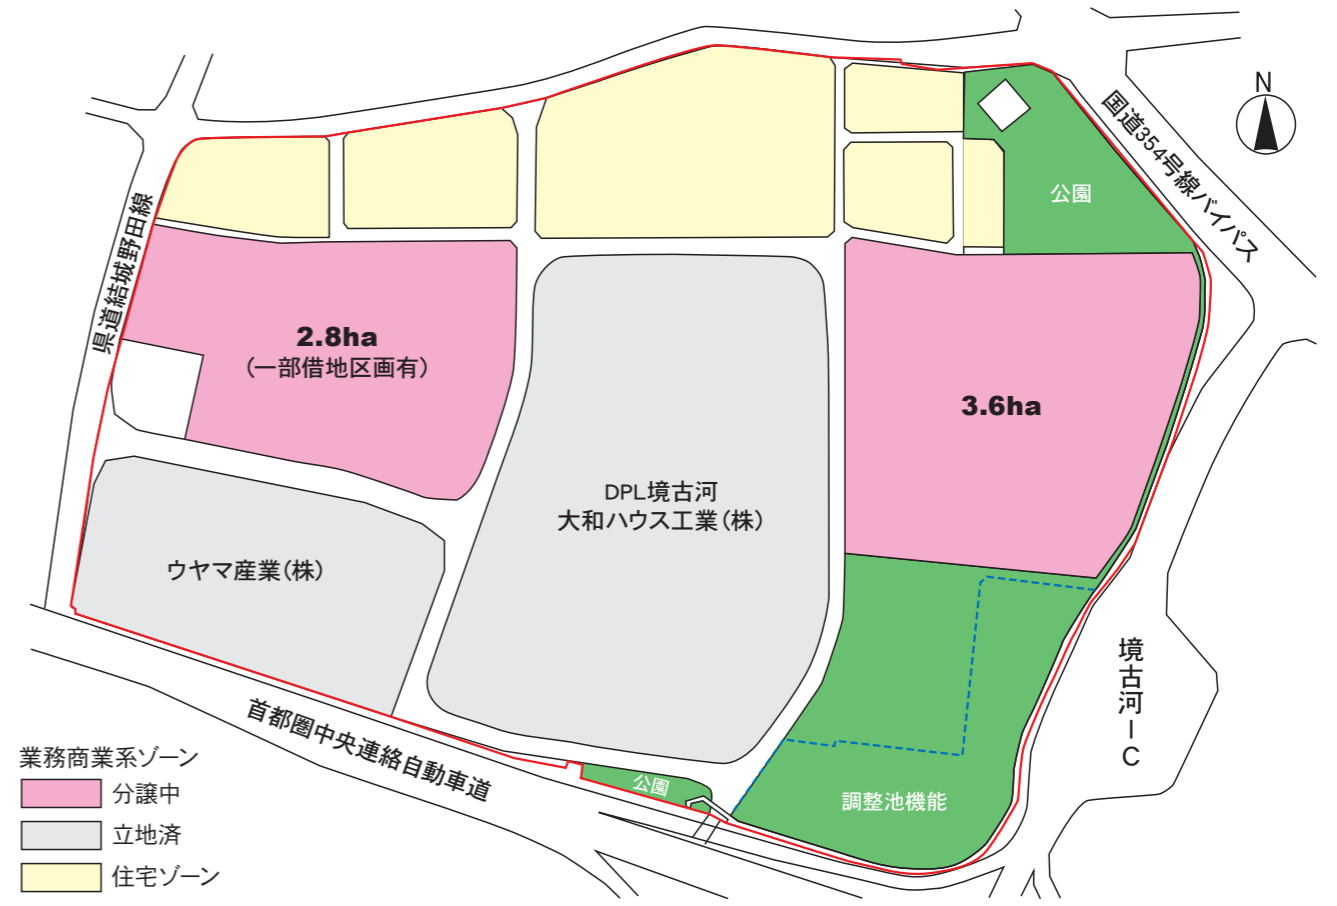 N
国道354号線バイパス
公園
県道結城野田線
2.8ha
（一部借地区画有）
3.6ha
DPL境古河
大和ハウス工業（株）
ウヤマ産業（株）
境古河IC
首都圏中央連絡自動車道
公園
調整池機能
業務商業系ゾーン
分譲中
立地済
住宅ゾーン